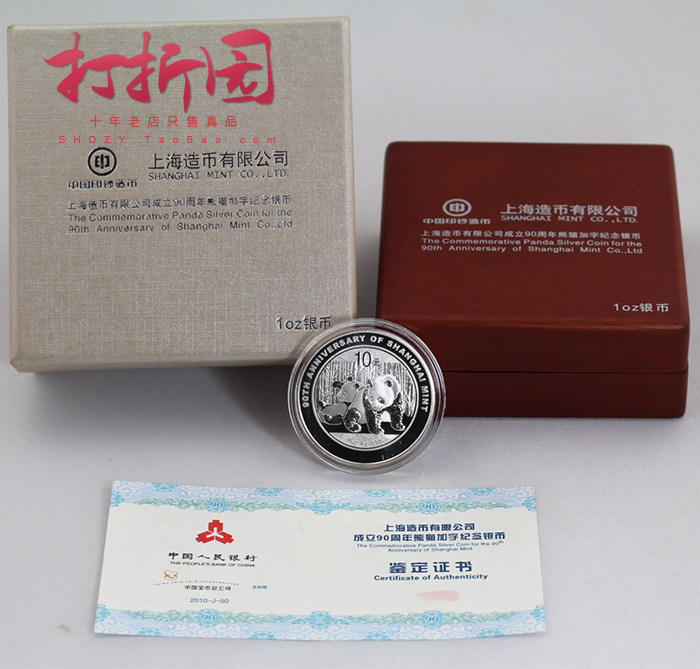 打折园
十年老店只售真品
SHDZY.TaoBao.com
中国印钞造币
上海造币有限公司
SHANGHAI MINT CO.,LTD.
上海造币有限公司成立90周年熊猫加字纪念银币
The Commemorative Panda Silver Coin for the
90th Anniversary of Shanghai Mint Co.,Ltd
1oz银币
中国印钞造币
上海造币有限公司
SHANGHAI MINT CO.,LTD.
上海造币有限公司成立90周年熊猫加字纪念银币
The Commemorative Panda Silver Coin for the
90th Anniversary of Shanghai Mint Co.,Ltd
1oz银币
90TH ANNIVERSARY OF SHANGHAI MINT
10元
90
90
中国人民银行
THE PEOPLE'S BANK OF CHINA
CHINA GOLD COIN INCORPORATION
中国金币总公司
2010-J-50
上海造币有限公司
成立90周年熊猫加字纪念银币
The Commemorative Panda Silver Coin for the 90th
Anniversary of Shanghai Mint
鉴定证书
Certificate of Authenticity
90
90